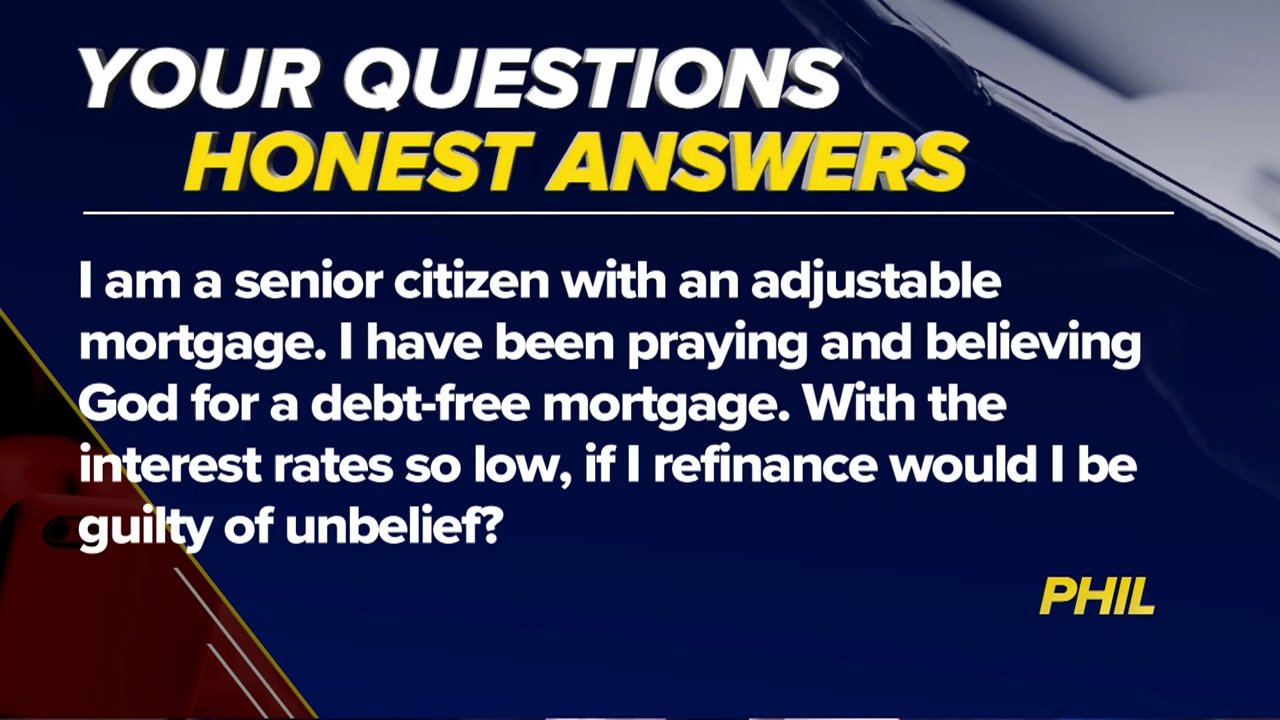 YOUR QUESTIONS
HONEST ANSWERS
I am a senior citizen with an adjustable
mortgage. I have been praying and believing
God for a debt-free mortgage. With the
interest rates so low, if I refinance would I be
guilty of unbelief?
PHIL